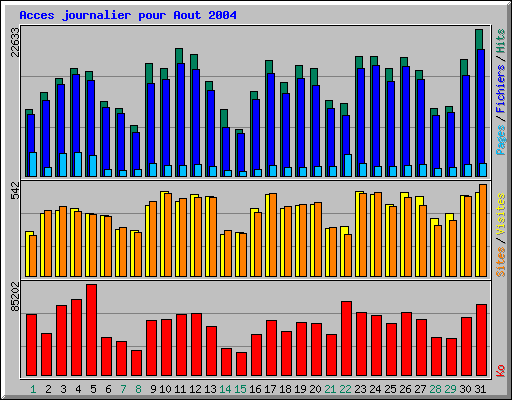 Acces journalier pour Aout 2004
22633
Pages / Fichiers / Hits
542
Sites / visites
85202
Ko
1 2 3 4 5 6 7 8 9 10 11 12 13 14 15 16 17 18 19 20 21 22 23 24 25 26 27 28 29 30 31